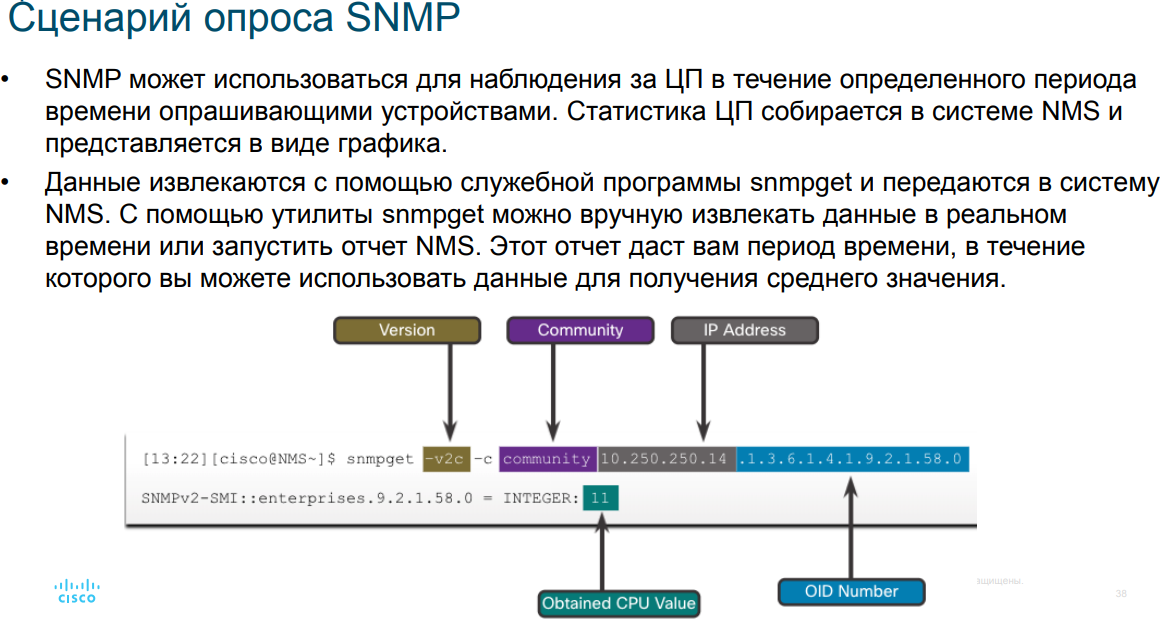 Сценарий опроса SNMP
• SNMP может использоваться для наблюдения за ЦП в течение определенного периода
времени опрашивающими устройствами. Статистика ЦП собирается в системе NMS и
представляется в виде графика.
• Данные извлекаются с помощью служебной программы snmpget и передаются в систему
NMS. С помощью утилиты snmpget можно вручную извлекать данные в реальном
времени или запустить отчет NMS. Этот отчет даст вам период времени, в течение
которого вы можете использовать данные для получения среднего значения.
Version Community IP Address
[13:22][cisco@NMS~]$ snmpget -v2c -c community 10.250.250.14 .1.3.6.1.4.1.9.2.1.58.0
SNMPv2-SMI::enterprises.9.2.1.58.0 = INTEGER: 11
Obtained CPU Value OID Number
CISCO
38